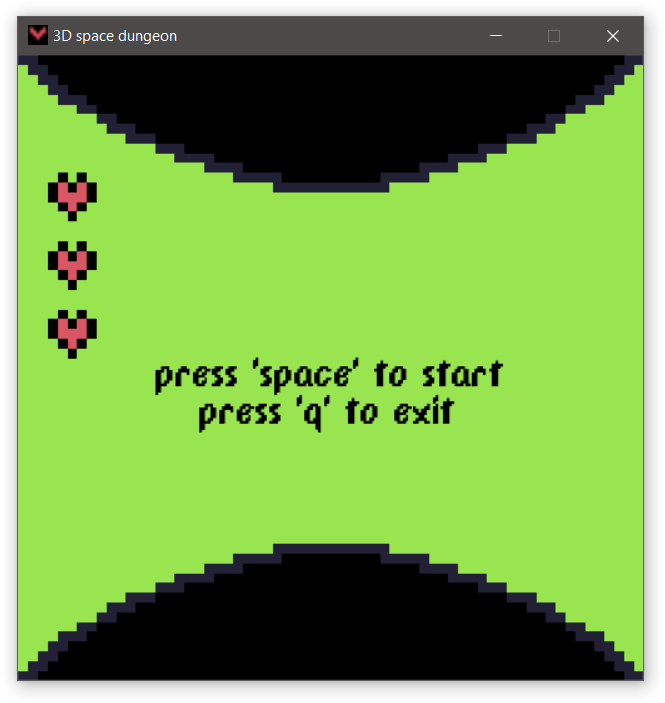 3D space dungeon
press 'space' to start
press 'q' to exit